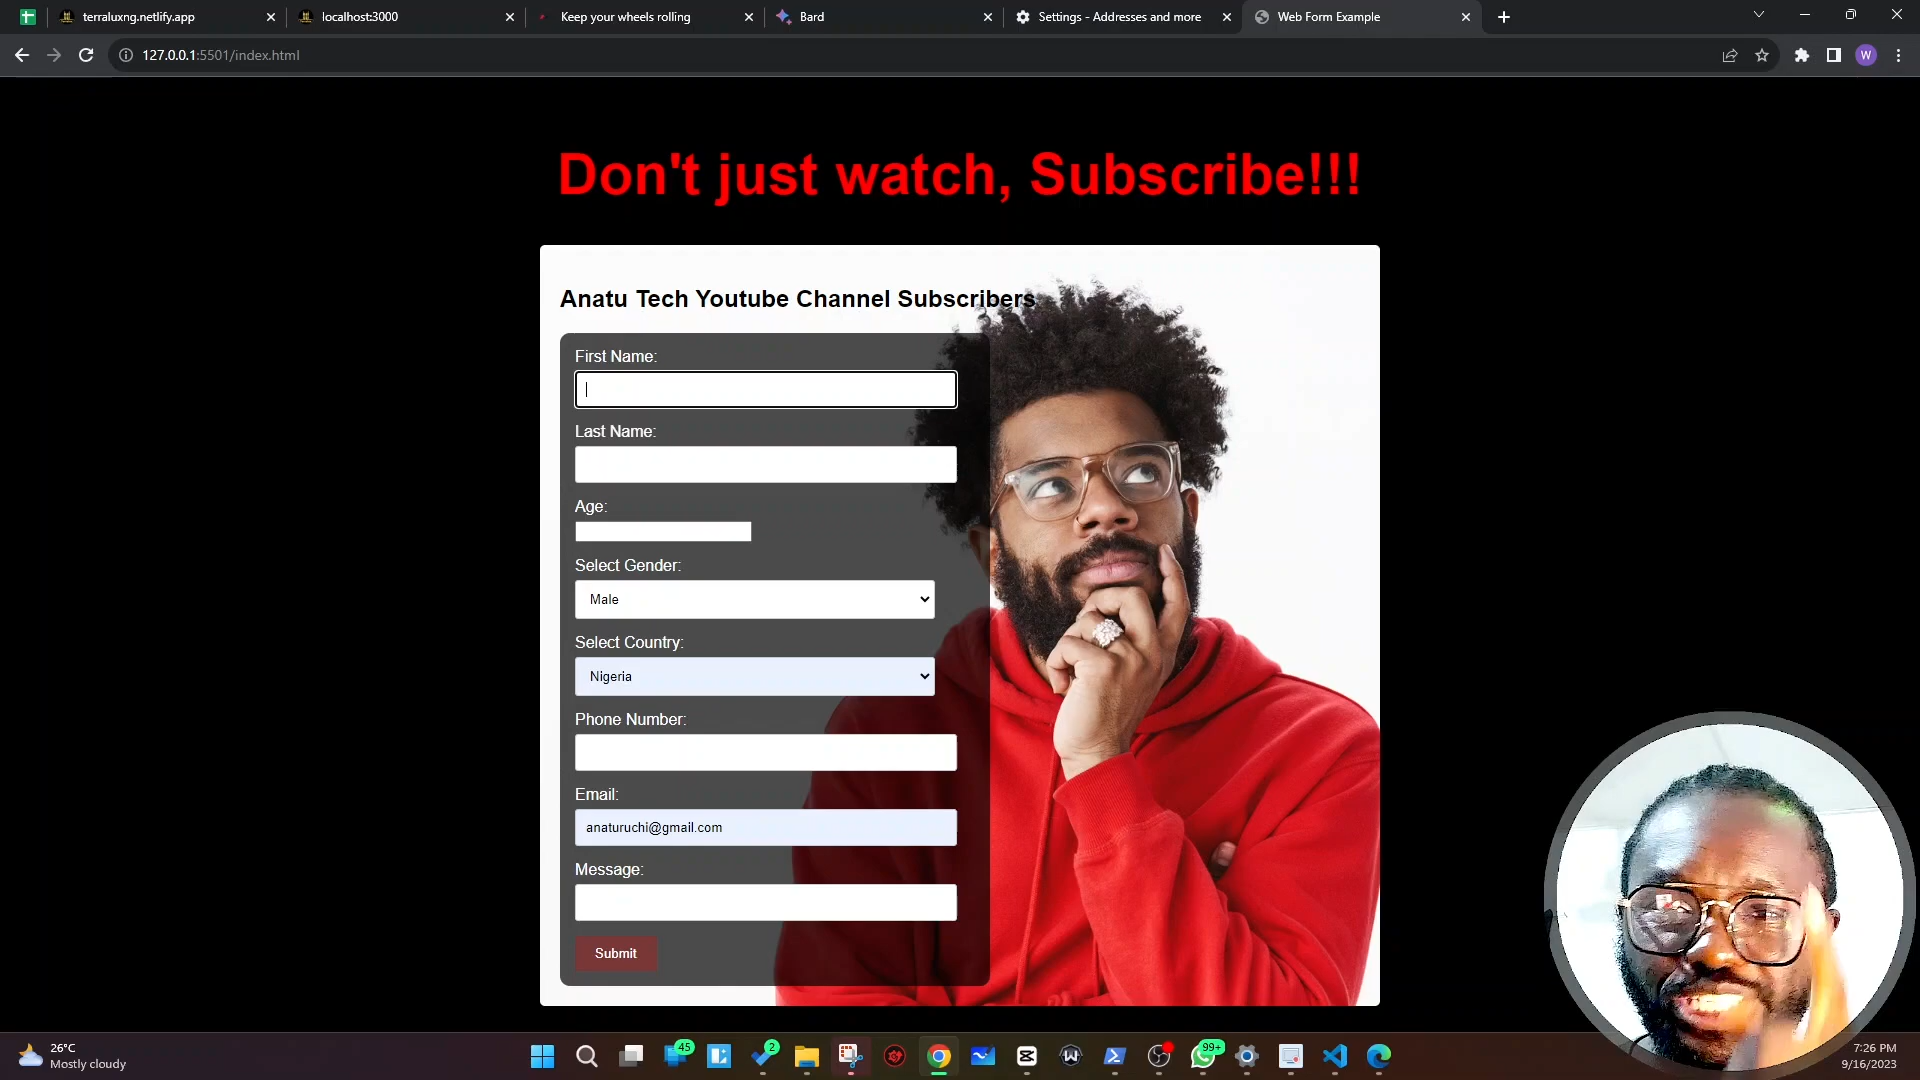 terraluxng.netlify.app
localhost:3000
Keep your wheels rolling
Bard
Settings - Addresses and more
Web Form Example
127.0.0.1:5501/index.html
W
Don't just watch, Subscribe!!!
Anatu Tech Youtube Channel Subscribers
First Name:
Last Name:
Age:
Select Gender:
Male
Select Country:
Nigeria
Phone Number:
Email:
anaturuchi@gmail.com
Message:
Submit
26°C
Mostly cloudy
45
2
99+
7:26 PM
9/16/2023